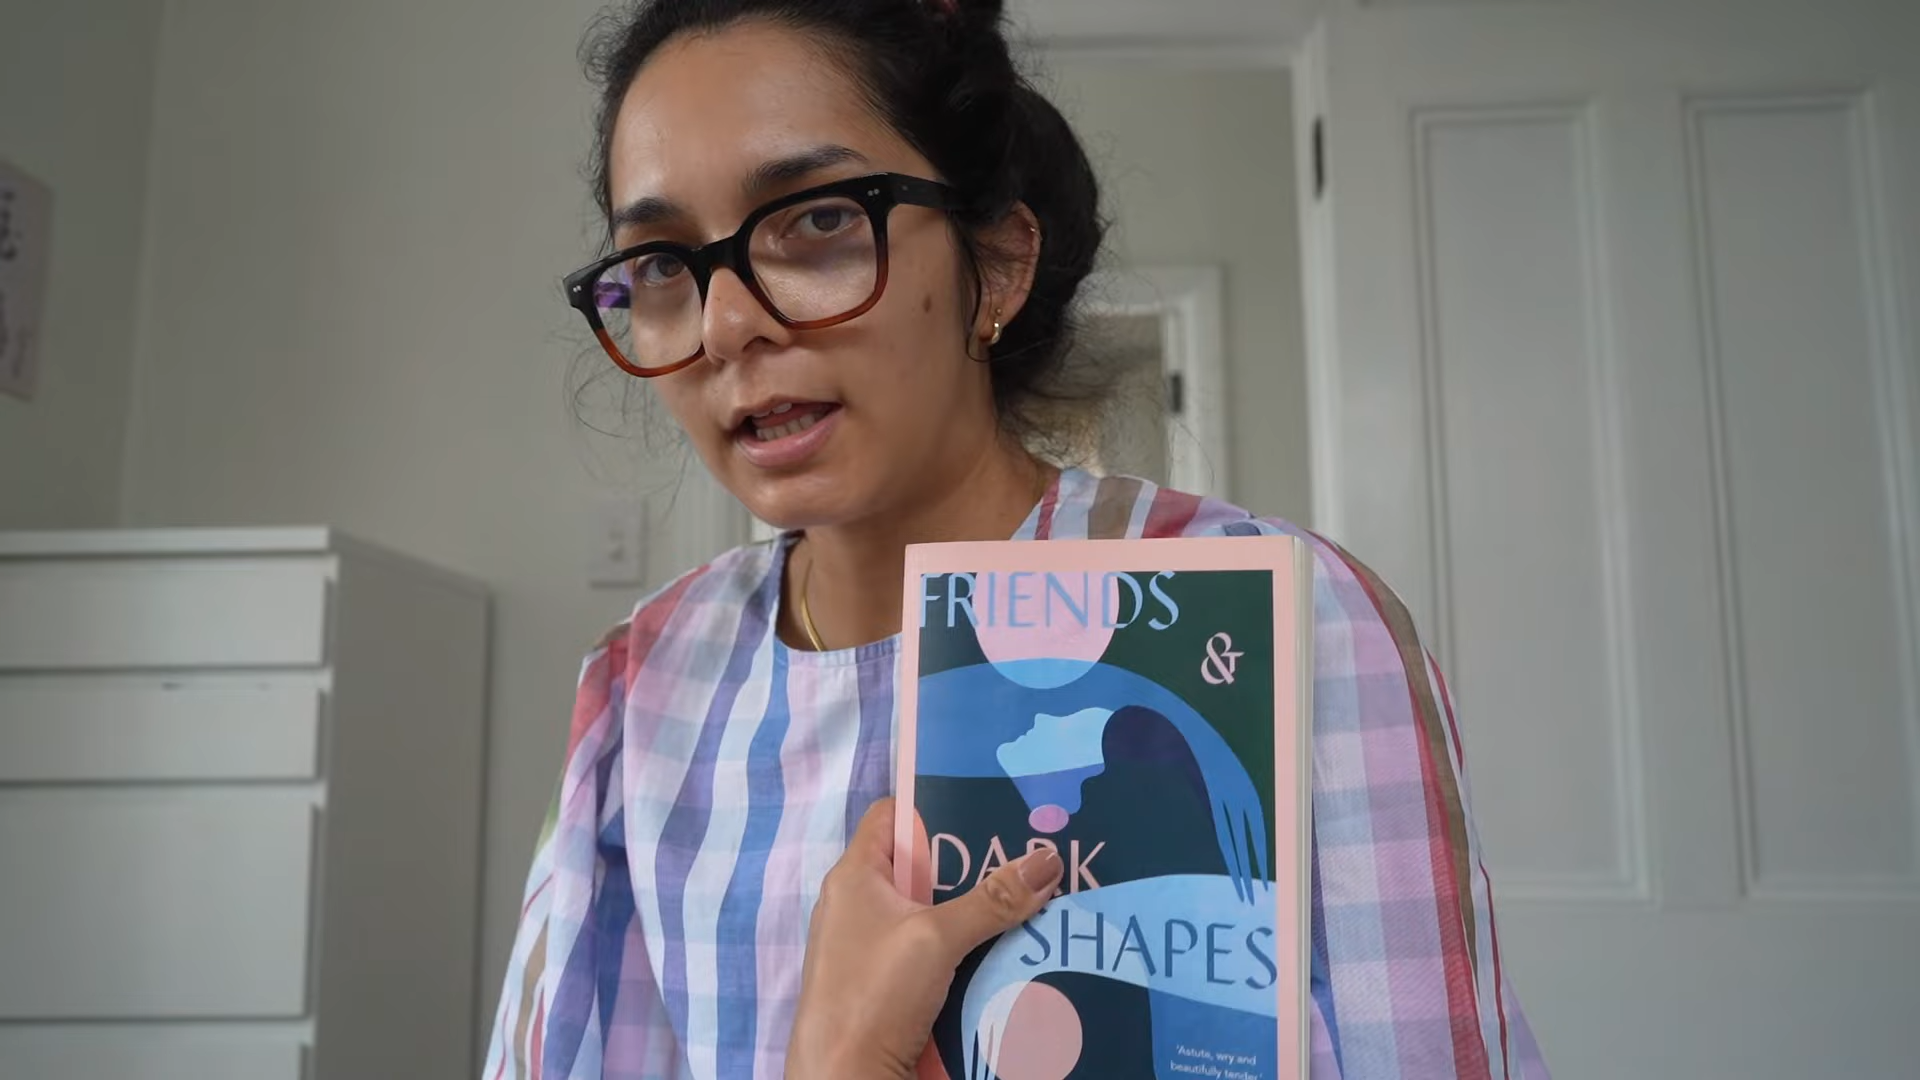 FRIENDS
&
DARK
SHAPES
'Astute, wry and
beautifully tender'